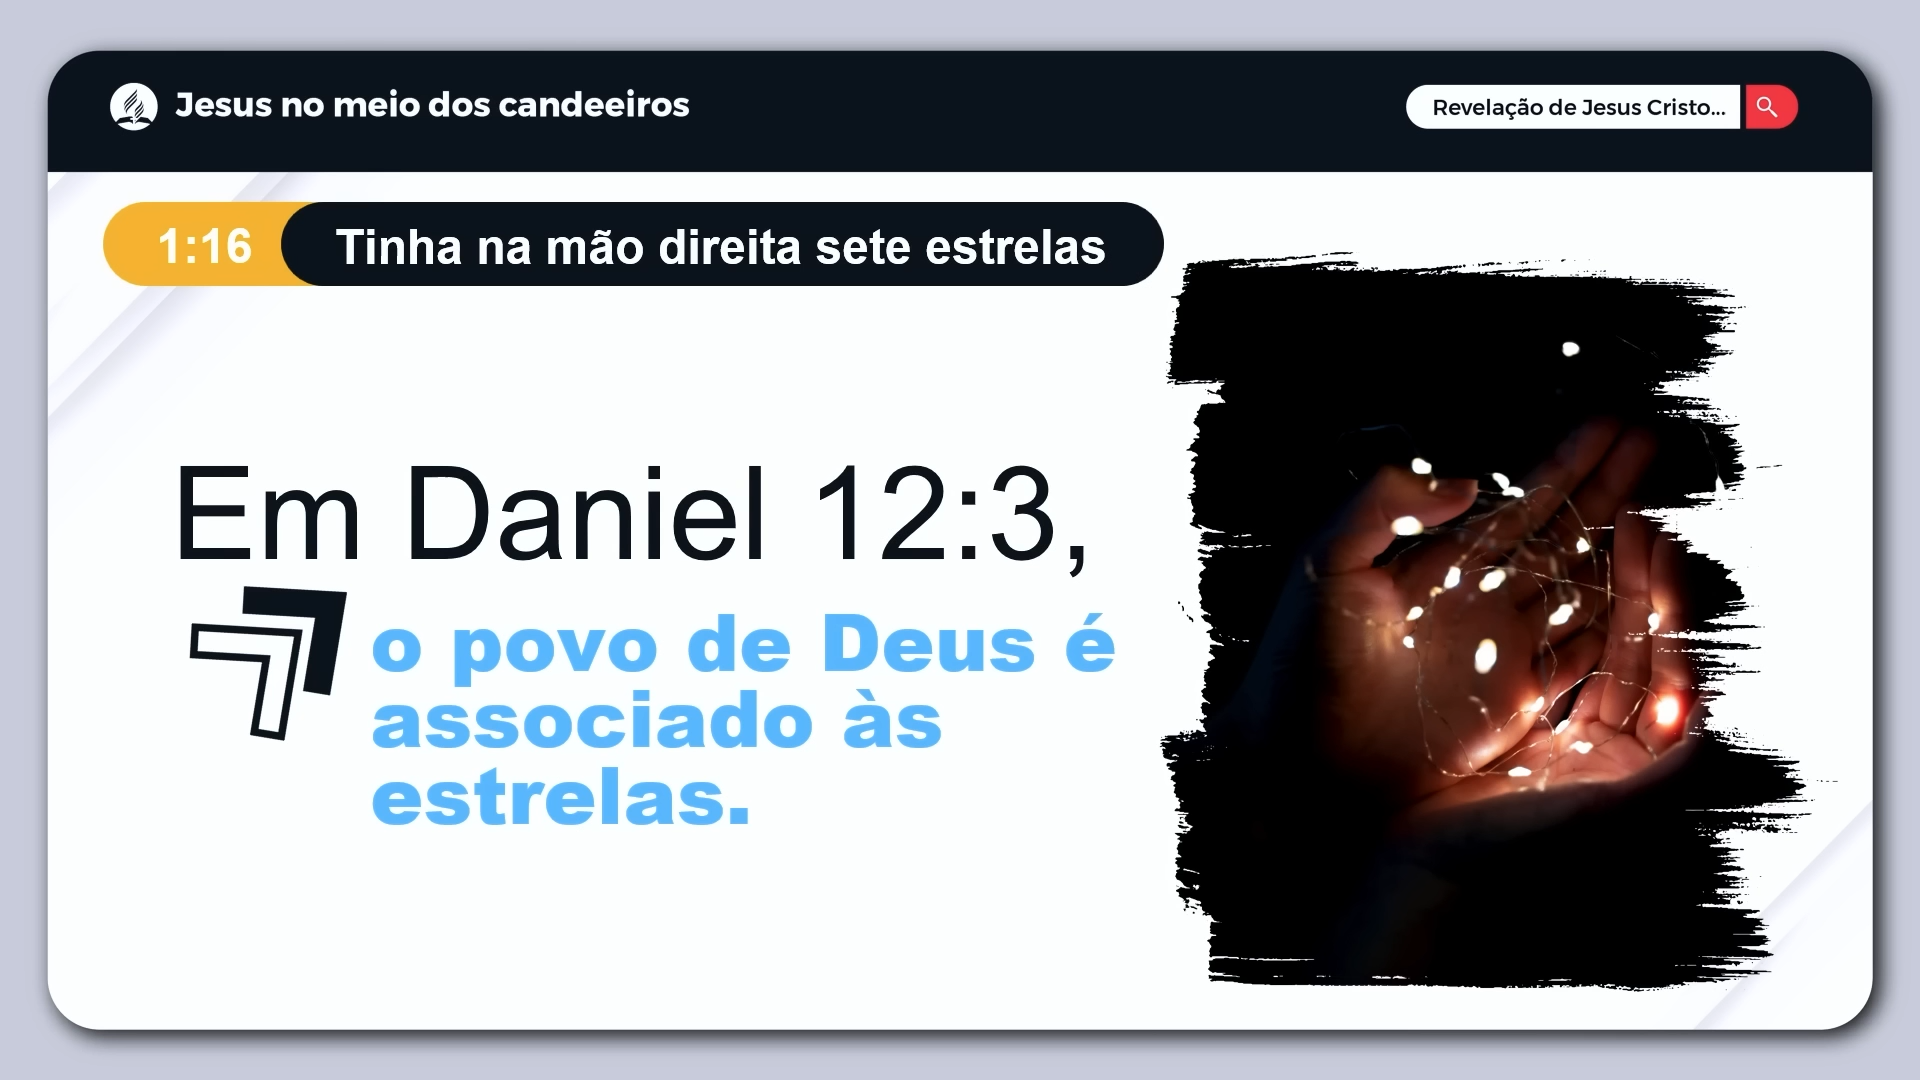 Jesus no meio dos candeeiros
Revelação de Jesus Cristo...
1:16 Tinha na mão direita sete estrelas
Em Daniel 12:3,
o povo de Deus é
associado às
estrelas.